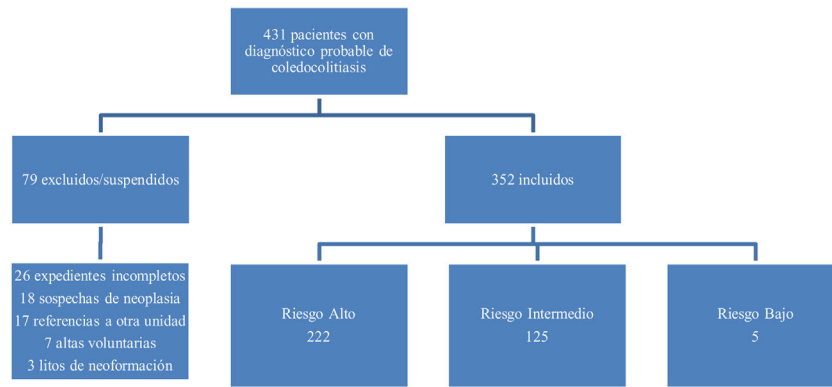 431 pacientes con
diagnóstico probable de
coledocolitiasis
79 excluidos/suspendidos
352 incluidos
26 expedientes incompletos
18 sospechas de neoplasia
17 referencias a otra unidad
7 altas voluntarias
3 litos de neoformación
Riesgo Alto
222
Riesgo Intermedio
125
Riesgo Bajo
5